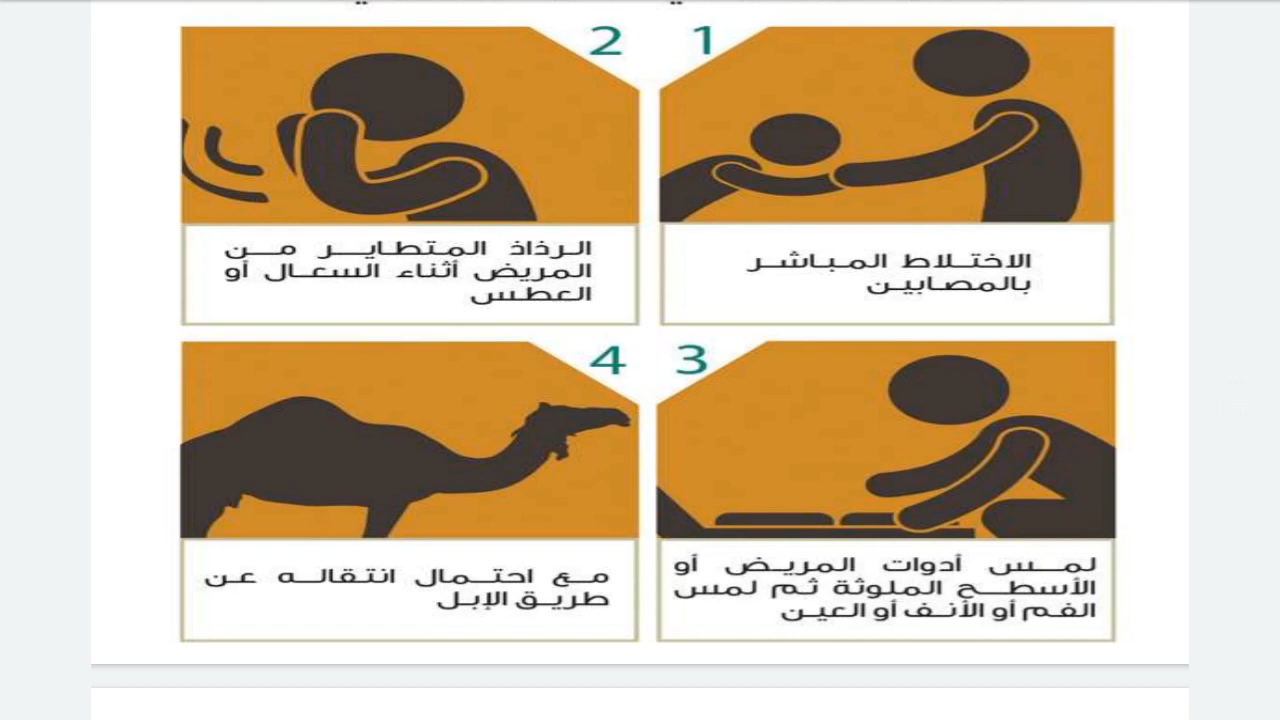 1
الاختلاط المباشر
بالمصابين
2
الرذاذ المتطاير من
المريض أثناء السعال أو
العطس
3
لمس أدوات المريض أو
الأسطح الملوثة ثم لمس
الفم أو الأنف أو العين
4
مع احتمال انتقاله عن
طريق الإبل